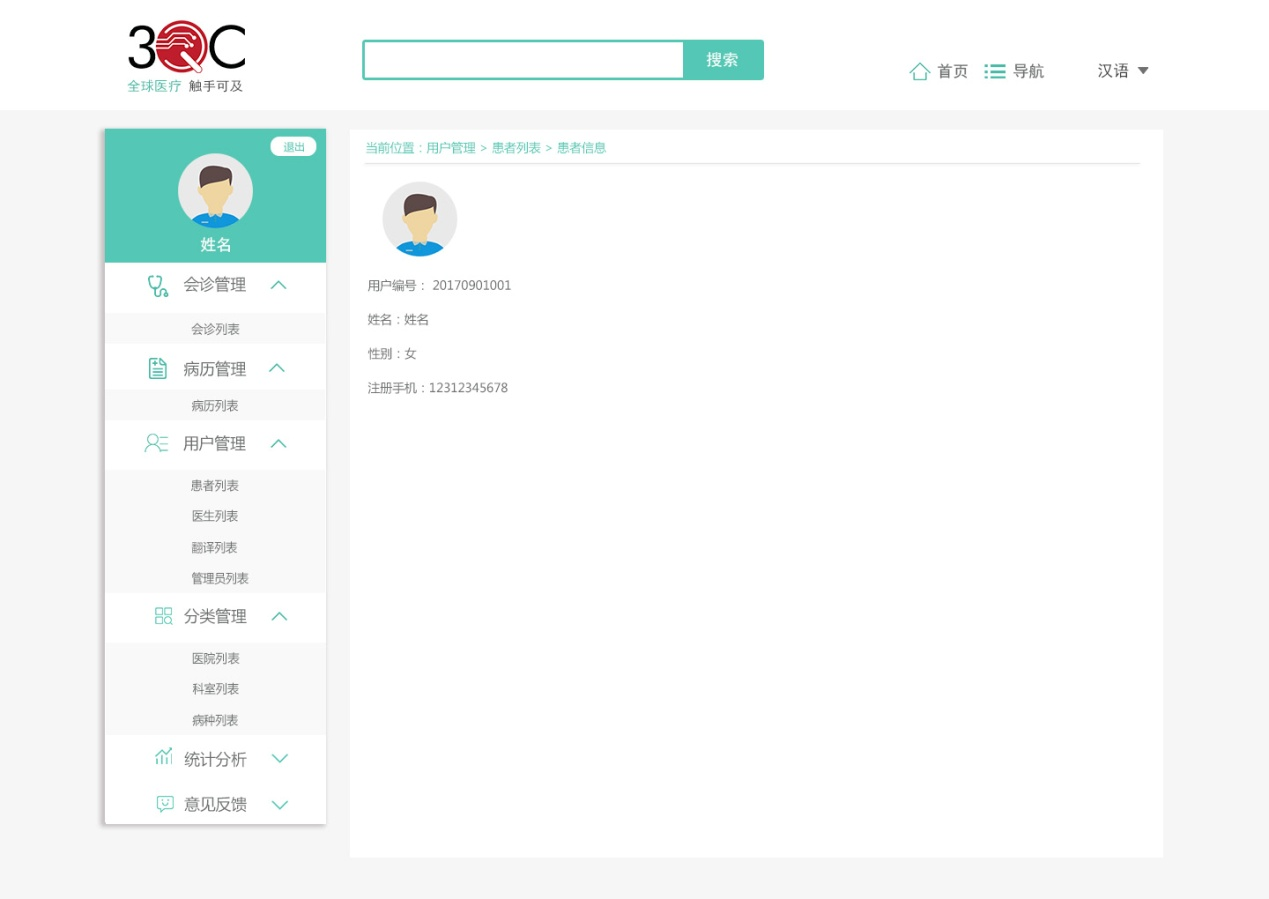 3QC
全球医疗 触手可及
搜索
首页
导航
汉语
退出
姓名
会诊管理
会诊列表
病历管理
病历列表
用户管理
患者列表
医生列表
翻译列表
管理员列表
分类管理
医院列表
科室列表
病种列表
统计分析
意见反馈
当前位置：用户管理 > 患者列表 > 患者信息
用户编号： 20170901001
姓名：姓名
性别：女
注册手机：12312345678